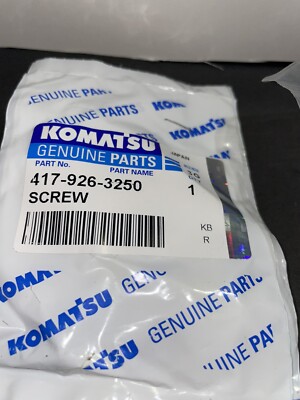 GENUINE PARTS
KOMATSU
GENUINE PARTS
PART No. PART NAME
JAPAN
417-926-3250 1
SCREW
KB
R
KOMATSU
GENUINE PARTS
KOMATSU
GENUINE PARTS
KOMATSU